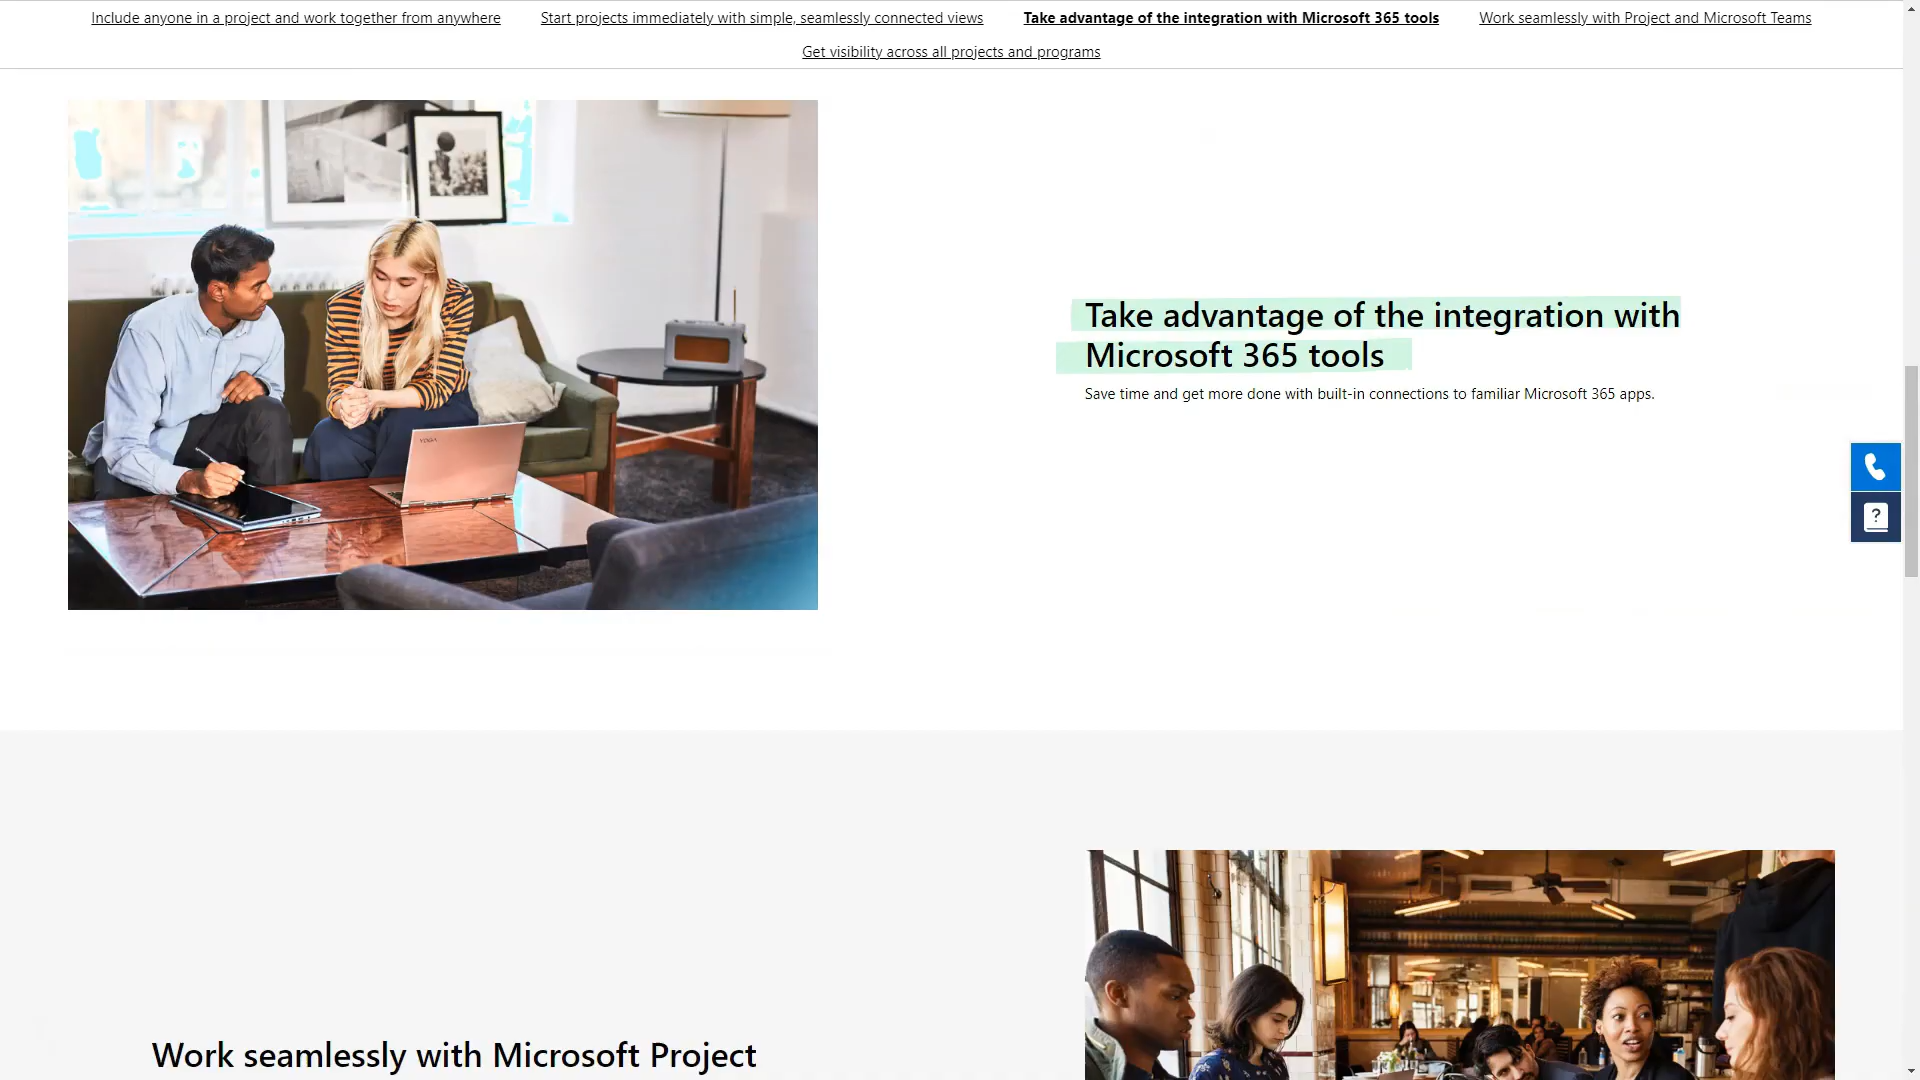 Include anyone in a project and work together from anywhere
Start projects immediately with simple, seamlessly connected views
Take advantage of the integration with Microsoft 365 tools
Work seamlessly with Project and Microsoft Teams
Get visibility across all projects and programs
Take advantage of the integration with
Microsoft 365 tools
Save time and get more done with built-in connections to familiar Microsoft 365 apps.
YOGA
?
Work seamlessly with Microsoft Project